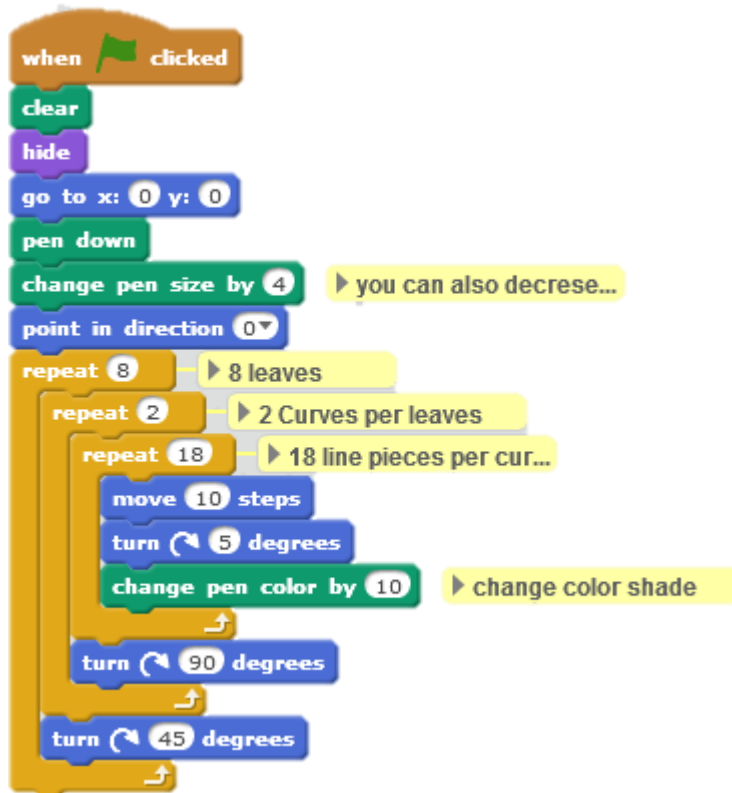 when clicked
clear
hide
go to x: 0 y: 0
pen down
change pen size by 4 you can also decrese...
point in direction 0
repeat 8 8 leaves
repeat 2 2 Curves per leaves
repeat 18 18 line pieces per cur...
move 10 steps
turn 5 degrees
change pen color by 10 change color shade
turn 90 degrees
turn 45 degrees